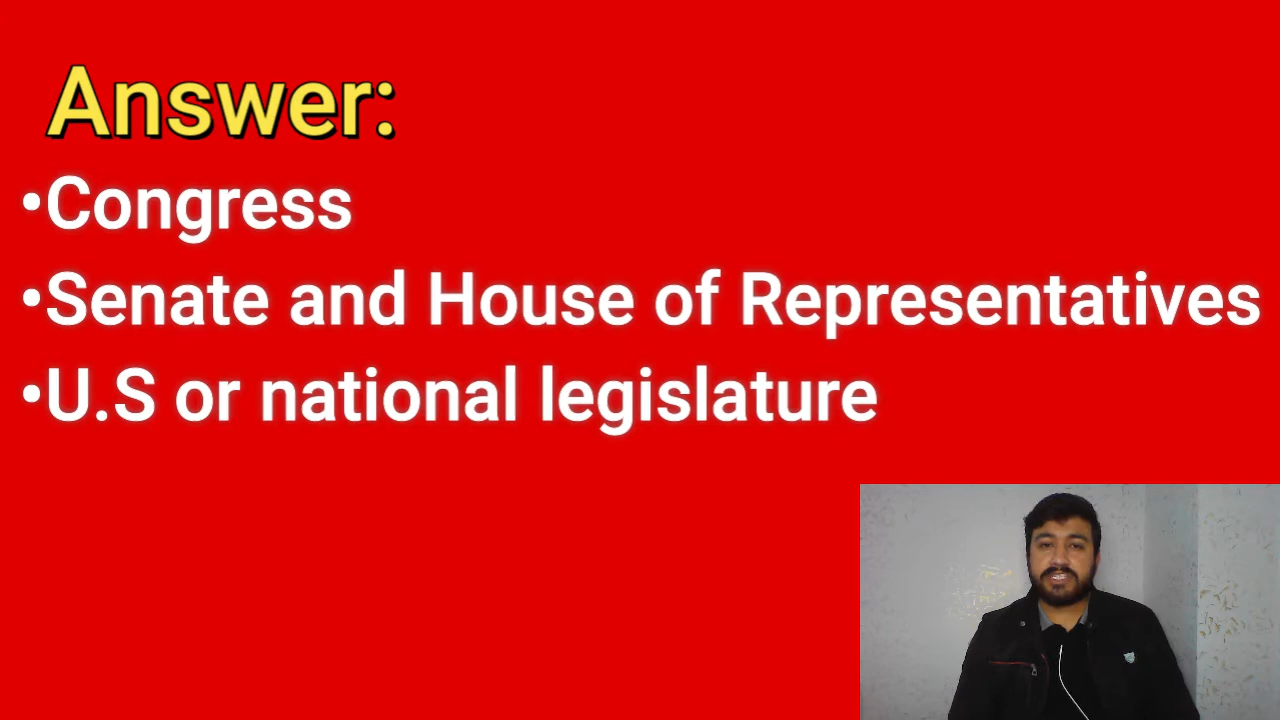 Answer:
•Congress
•Senate and House of Representatives
•U.S or national legislature